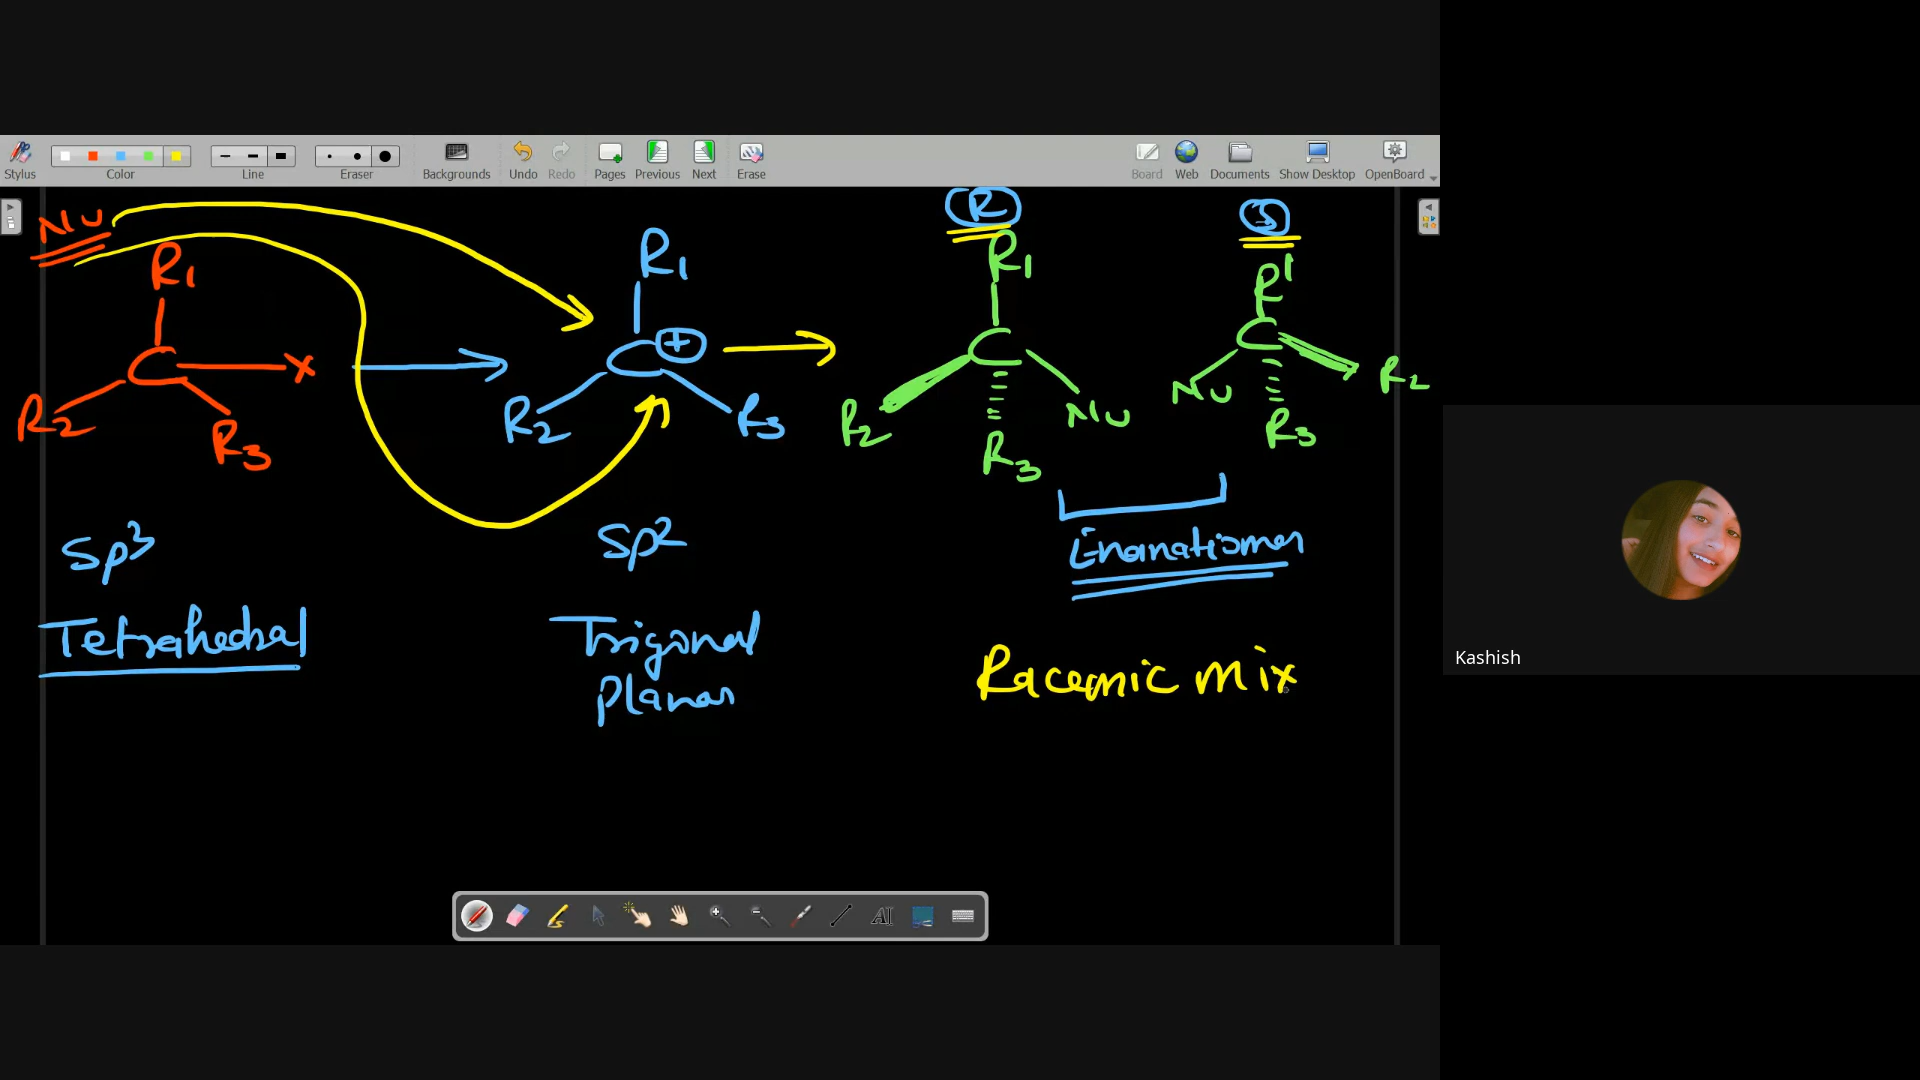 Stylus
Color
Line
Eraser
Backgrounds
Undo Redo
Pages Previous Next
Erase
Board Web Documents Show Desktop OpenBoard
Nu
R1
C X
R2 R3
Sp3
Tetrahedral
R1
C +
R2 R3
Sp2
Trigonal
Planar
R
R1
C
R2 Nu
R3
S
R1
C
Nu R2
R3
Enanatiomer
Racemic mix
AI
Kashish